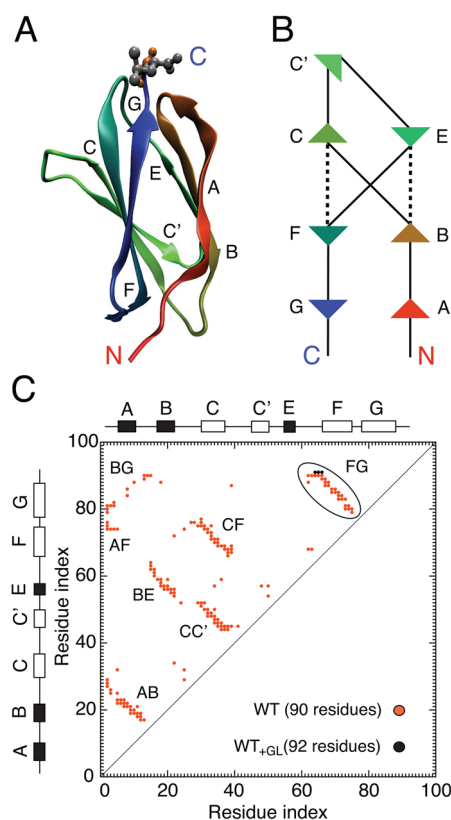 A
B
C
G
C
E
A
C'
B
F
N
C'
C
E
F
B
G
A
C
N
C
A B C C' E F G
G
F
E
C'
C
B
A
Residue index
100
80
60
40
20
0
BG
FG
AF
CF
BE
CC'
AB
WT (90 residues)
WT+GL(92 residues)
0 20 40 60 80 100
Residue index